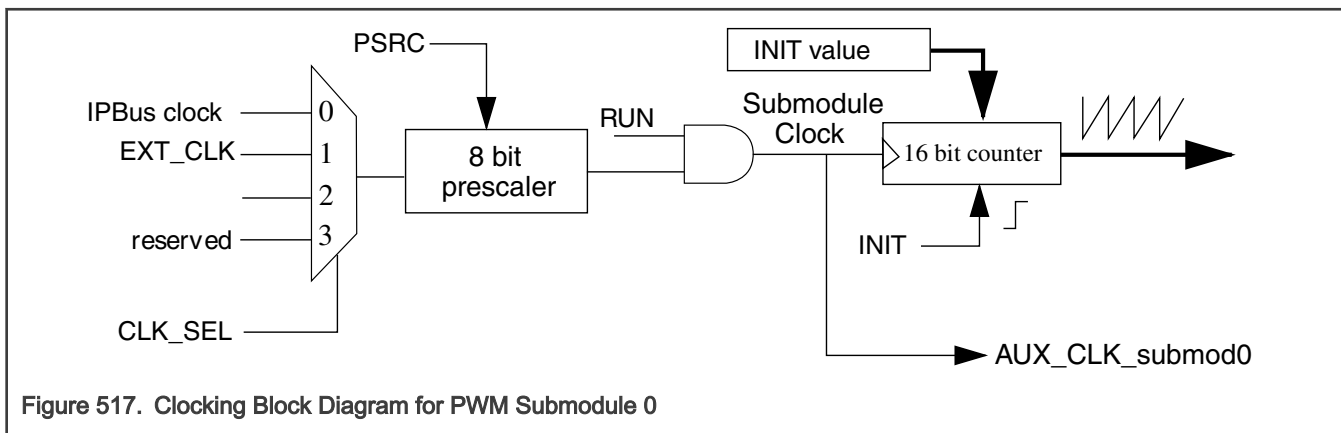 PSRC
INIT value
IPBus clock
0
RUN
Submodule
Clock
EXT_CLK
1
8 bit
prescaler
16 bit counter
2
reserved
3
INIT
CLK_SEL
AUX_CLK_submod0
Figure 517. Clocking Block Diagram for PWM Submodule 0